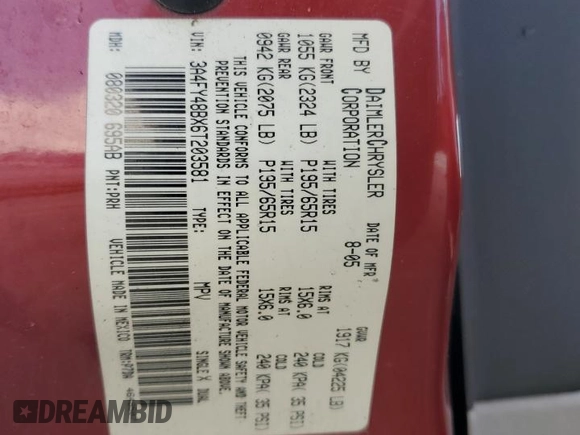 MFD BY DAIMLERCHRYSLER
CORPORATION
DATE OF MFR 8-05
GVWR
1917 KG(04225 LB)
GAWR FRONT WITH TIRES RIMS AT COLD
1055 KG(2324 LB) P195/65R15 15X6.0 240 KPA( 35 PSI)
GAWR REAR WITH TIRES RIMS AT COLD
0942 KG(2075 LB) P195/65R15 15X6.0 240 KPA( 35 PSI)
THIS VEHICLE CONFORMS TO ALL APPLICABLE FEDERAL MOTOR VEHICLE SAFETY AND THEFT
PREVENTION STANDARDS IN EFFECT ON THE DATE OF MANUFACTURE SHOWN ABOVE.
VIN: 3A4FY48BX6T203581 TYPE: MPV SINGLE X DUAL
MDH: 080320 695AB PNT:PRH VEHICLE MADE IN MEXICO
DREAMBID